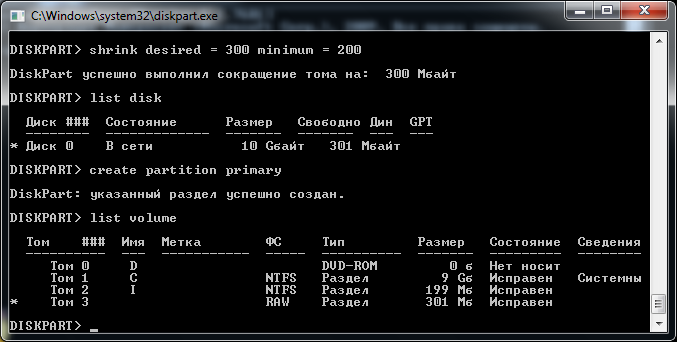 C:\Windows\system32\diskpart.exe
DISKPART> shrink desired = 300 minimum = 200
DiskPart успешно выполнил сокращение тома на:  300 Мбайт
DISKPART> list disk
  Диск ###  Состояние      Размер   Свободно  Дин  GPT
  --------  -------------  -------  -------  ---  ---
* Диск 0    В сети           10 Gбайт   301 Mбайт
DISKPART> create partition primary
DiskPart: указанный раздел успешно создан.
DISKPART> list volume
  Том    ###  Имя  Метка        ФС     Тип         Размер   Состояние  Сведения
  ----------  ---  -----------  -----  ----------  -------  ---------  --------
    Том 0     D                        DVD-ROM         0 б  Нет носит
    Том 1     C                 NTFS   Раздел          9 Gб Исправен   Системны
    Том 2     I                 NTFS   Раздел        199 Mб Исправен
*   Том 3                       RAW    Раздел        301 Mб Исправен
DISKPART> _